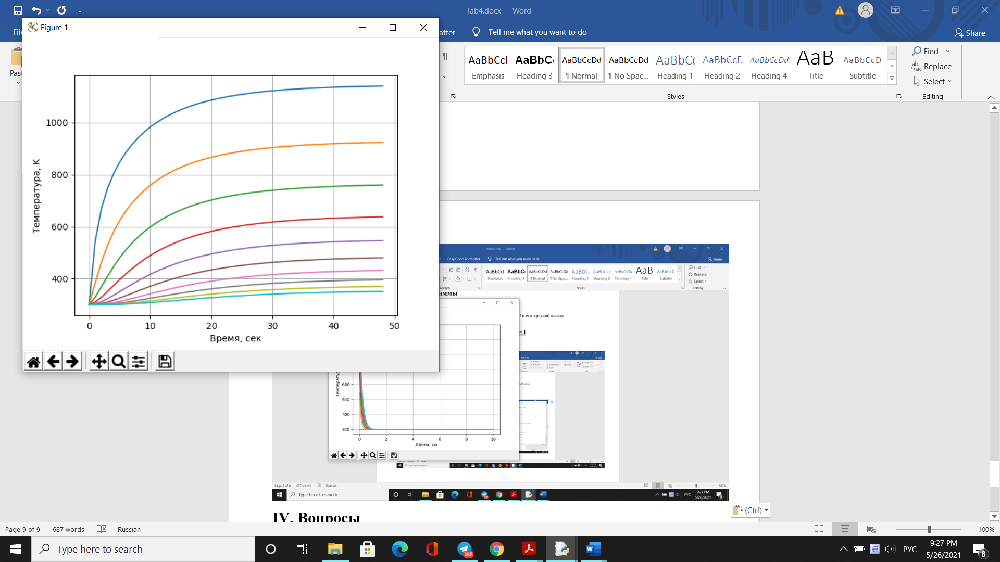 lab4.docx - Word
Figure 1
atter
Tell me what you want to do
Share
Past
AaBbCcI
AaBbC
AaBbCcDd
AaBbCcDd
AaBbCc
AaBbCcD
AaBbCcDd
AaB
AaBbCcD
Emphasis
Heading 3
¶ Normal
¶ No Spac...
Heading 1
Heading 2
Heading 4
Title
Subtitle
Styles
Find
Replace
Select
Editing
1000
800
600
400
Температура, К
0
10
20
30
40
50
Время, сек
lab4.docx - Word
Easy Code Formatter
Tell me what you want to do
Share
AaBbCcI
AaBbC
AaBbCcDd
AaBbCcDd
AaBbC
AaBbCcC
AaBbCcDd
AaB
AaBbCcD
Emphasis
Heading 3
¶ Normal
¶ No Spac...
Heading 1
Heading 2
Heading 4
Title
Subtitle
Styles
Find
Replace
Select
Editing
аммы
и его краткий вывод
600
500
400
300
0
2
4
6
8
10
Длина, см
Page 8 of 8
687 words
Russian
100%
Type here to search
РУС
9:27 PM
5/26/2021
(Ctrl)
IV. Вопросы
Page 9 of 9
687 words
Russian
100%
Type here to search
388
РУС
9:27 PM
5/26/2021
8